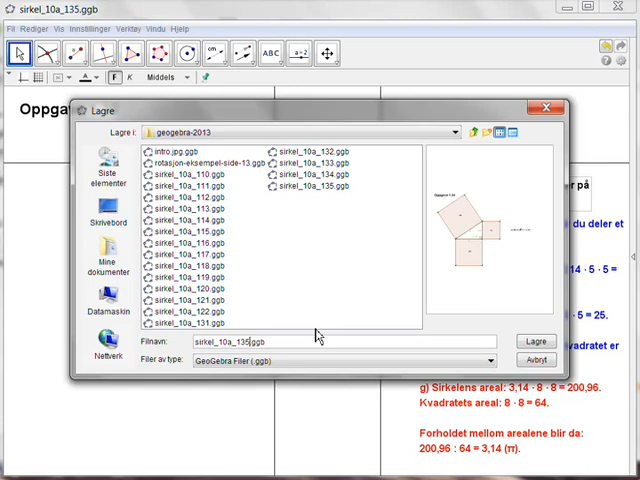 sirkel_10a_135.ggb
Fil Rediger Vis Innstillinger Verktøy Vindu Hjelp
ABC
a=2
F K Middels
Oppga
Lagre
Lagre i: geogebra-2013
Siste
elementer
Skrivebord
Mine
dokumenter
Datamaskin
Nettverk
intro.jpg.ggb
rotasjon-eksempel-side-13.ggb
sirkel_10a_110.ggb
sirkel_10a_111.ggb
sirkel_10a_112.ggb
sirkel_10a_113.ggb
sirkel_10a_114.ggb
sirkel_10a_115.ggb
sirkel_10a_116.ggb
sirkel_10a_117.ggb
sirkel_10a_118.ggb
sirkel_10a_119.ggb
sirkel_10a_120.ggb
sirkel_10a_121.ggb
sirkel_10a_122.ggb
sirkel_10a_131.ggb
sirkel_10a_132.ggb
sirkel_10a_133.ggb
sirkel_10a_134.ggb
sirkel_10a_135.ggb
Filnavn: sirkel_10a_135.ggb
Lagre
Filer av type: GeoGebra Filer (.ggb)
Avbryt
r på
du deler et
14 · 5 · 5 =
· 5 = 25.
vadratet er
g) Sirkelens areal: 3,14 · 8 · 8 = 200,96.
Kvadratets areal: 8 · 8 = 64.
Forholdet mellom arealene blir da:
200,96 : 64 = 3,14 (π).